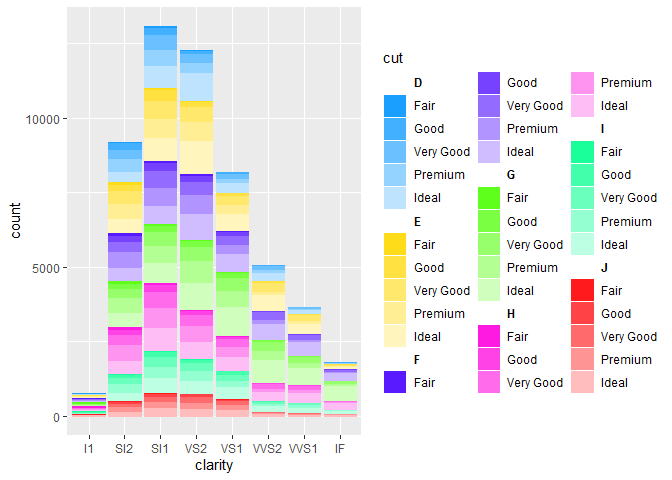 cut
D
Fair
Good
Very Good
Premium
Ideal
E
Fair
Good
Very Good
Premium
Ideal
F
Fair
Good
Very Good
Premium
Ideal
G
Fair
Good
Very Good
Premium
Ideal
H
Fair
Good
Very Good
Premium
Ideal
I
Fair
Good
Very Good
Premium
Ideal
J
Fair
Good
Very Good
Premium
Ideal
count
10000
5000
0
I1 SI2 SI1 VS2 VS1 VVS2 VVS1 IF
clarity